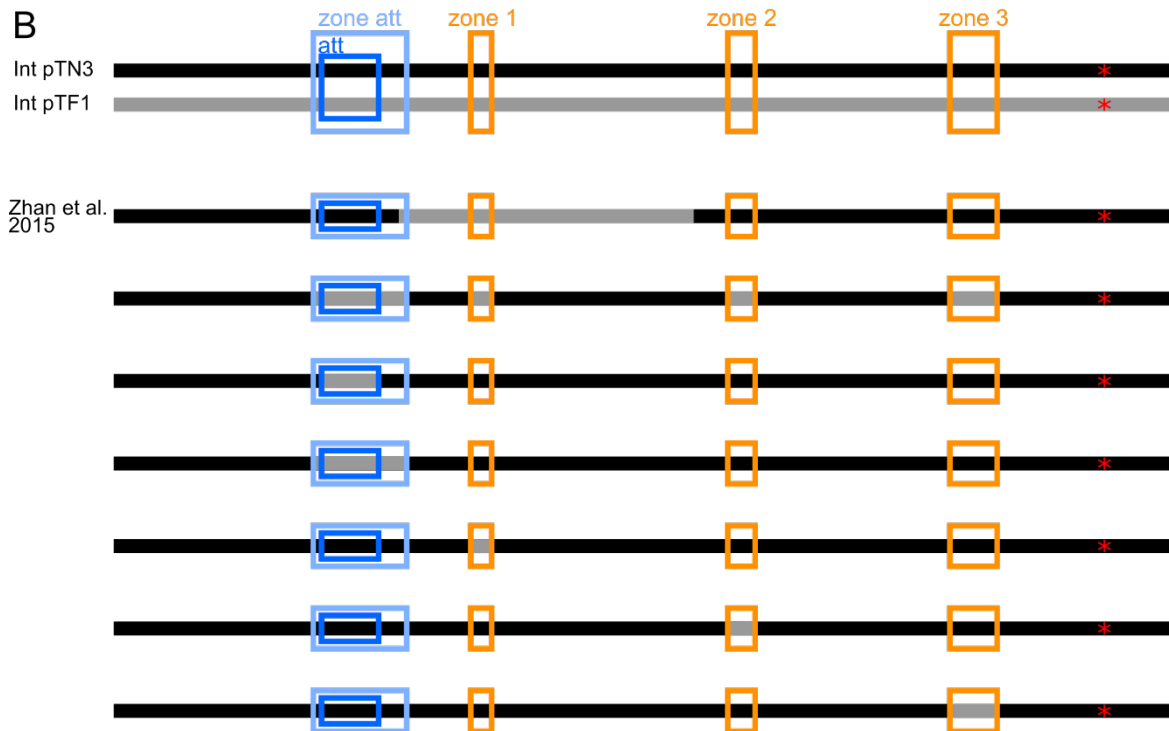 B
zone att
zone 1
zone 2
zone 3
att
Int pTN3
*
Int pTF1
*
Zhan et al.
2015
*
*
*
*
*
*
*